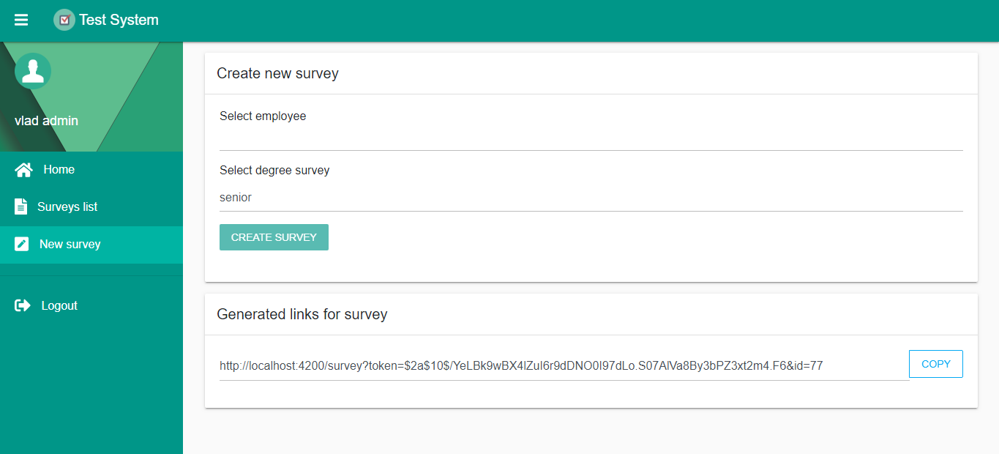 Test System
vlad admin
Home
Surveys list
New survey
Logout
Create new survey
Select employee
Select degree survey
senior
CREATE SURVEY
Generated links for survey
http://localhost:4200/survey?token=$2a$10$/YeLBk9wBX4lZul6r9dDNO0I97dLo.S07AlVa8By3bPZ3xt2m4.F6&id=77
COPY